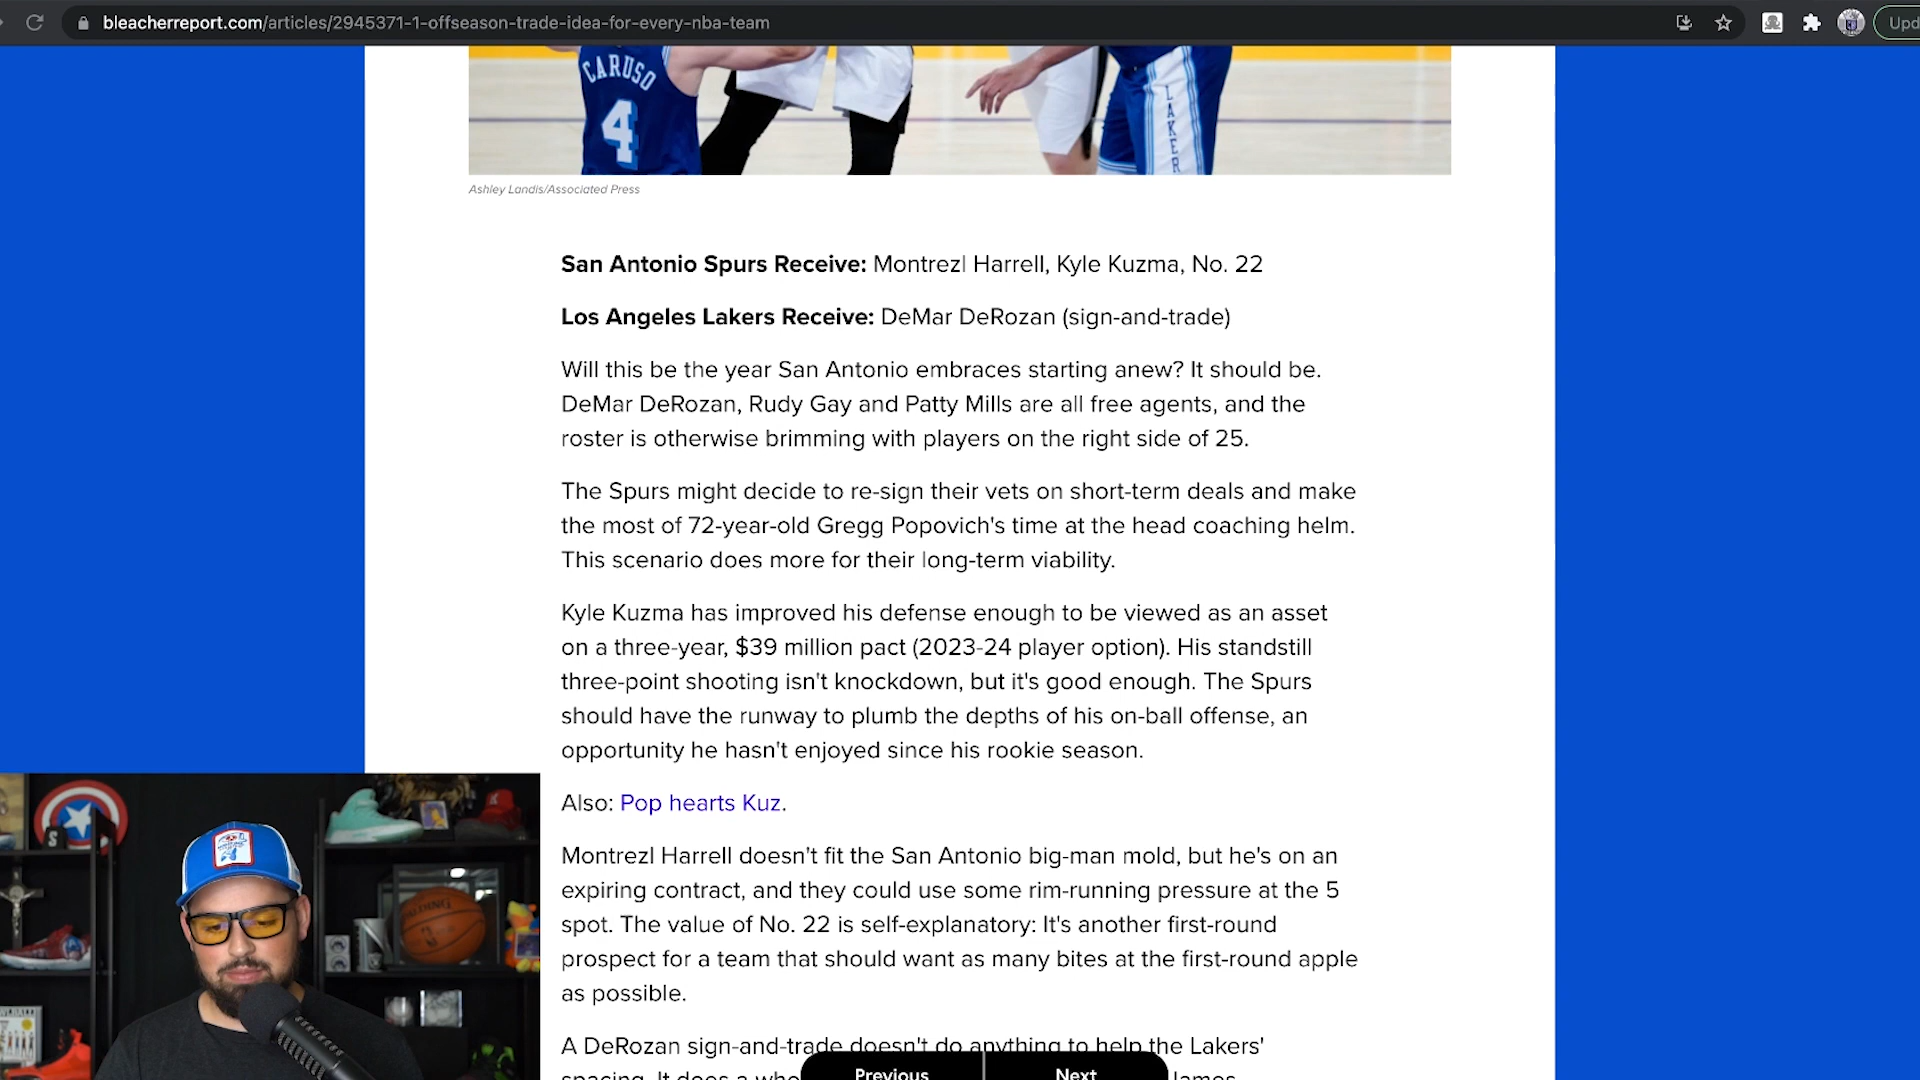 bleacherreport.com/articles/2945371-1-offseason-trade-idea-for-every-nba-team
Upd
CARUSO
4
LAKER
Ashley Landis/Associated Press
San Antonio Spurs Receive: Montrezl Harrell, Kyle Kuzma, No. 22
Los Angeles Lakers Receive: DeMar DeRozan (sign-and-trade)
Will this be the year San Antonio embraces starting anew? It should be.
DeMar DeRozan, Rudy Gay and Patty Mills are all free agents, and the
roster is otherwise brimming with players on the right side of 25.
The Spurs might decide to re-sign their vets on short-term deals and make
the most of 72-year-old Gregg Popovich's time at the head coaching helm.
This scenario does more for their long-term viability.
Kyle Kuzma has improved his defense enough to be viewed as an asset
on a three-year, $39 million pact (2023-24 player option). His standstill
three-point shooting isn't knockdown, but it's good enough. The Spurs
should have the runway to plumb the depths of his on-ball offense, an
opportunity he hasn't enjoyed since his rookie season.
Also: Pop hearts Kuz.
Montrezl Harrell doesn't fit the San Antonio big-man mold, but he's on an
expiring contract, and they could use some rim-running pressure at the 5
spot. The value of No. 22 is self-explanatory: It's another first-round
prospect for a team that should want as many bites at the first-round apple
as possible.
A DeRozan sign-and-trade doesn't do anything to help the Lakers'
spacing. It does a who
James
Previous
Next
SPALDING